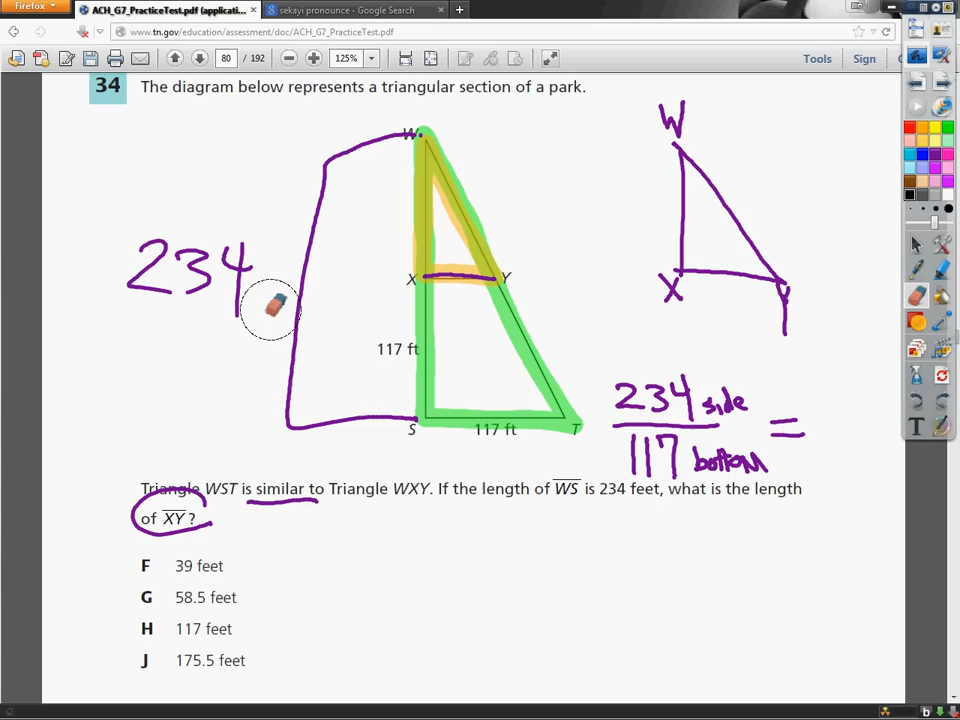 Firefox
ACH_G7_PracticeTest.pdf (applicati...
sekayi pronounce - Google Search
www.tn.gov/education/assessment/doc/ACH_G7_PracticeTest.pdf
80 / 192
125%
Tools
Sign
34 The diagram below represents a triangular section of a park.
W
W
234
X
Y
X
Y
117 ft
S
117 ft
T
234 side
117 bottom
=
Triangle WST is similar to Triangle WXY. If the length of WS is 234 feet, what is the length
of XY?
F 39 feet
G 58.5 feet
H 117 feet
J 175.5 feet